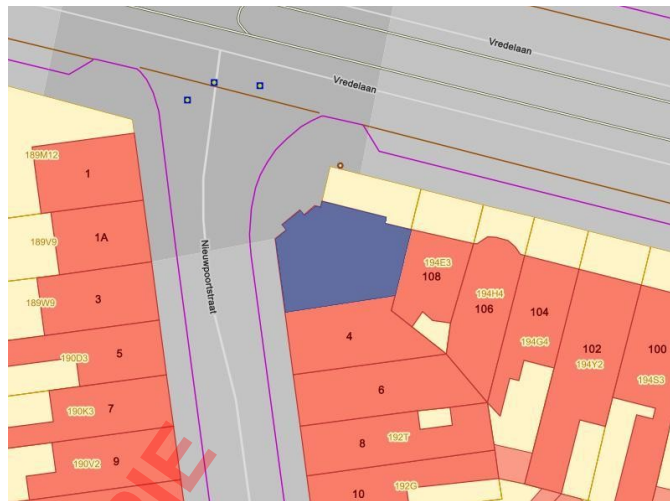 Vredelaan
Vredelaan
Nieuwpoortstraat
189M12
1
1A
189V9
3
189W9
5
190D3
7
190K3
9
190V2
194E3
108
194H4
106
104
194G4
102
194Y2
100
194S3
4
6
8
192T
10
192G